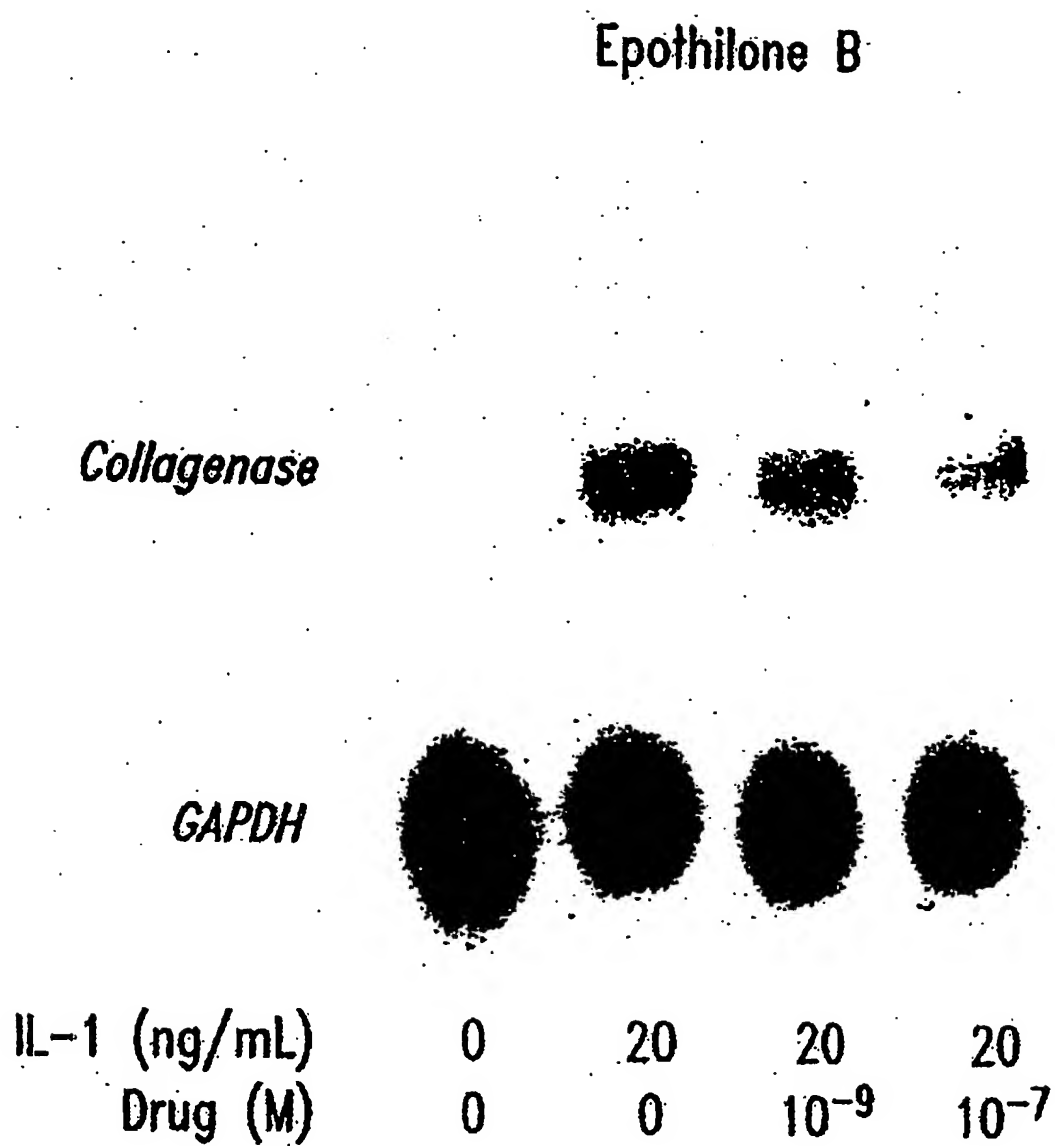 Epothilone B
Collagenase
GAPDH
IL-1 (ng/mL) 0 20 20 20
Drug (M) 0 0 10⁻⁹ 10⁻⁷